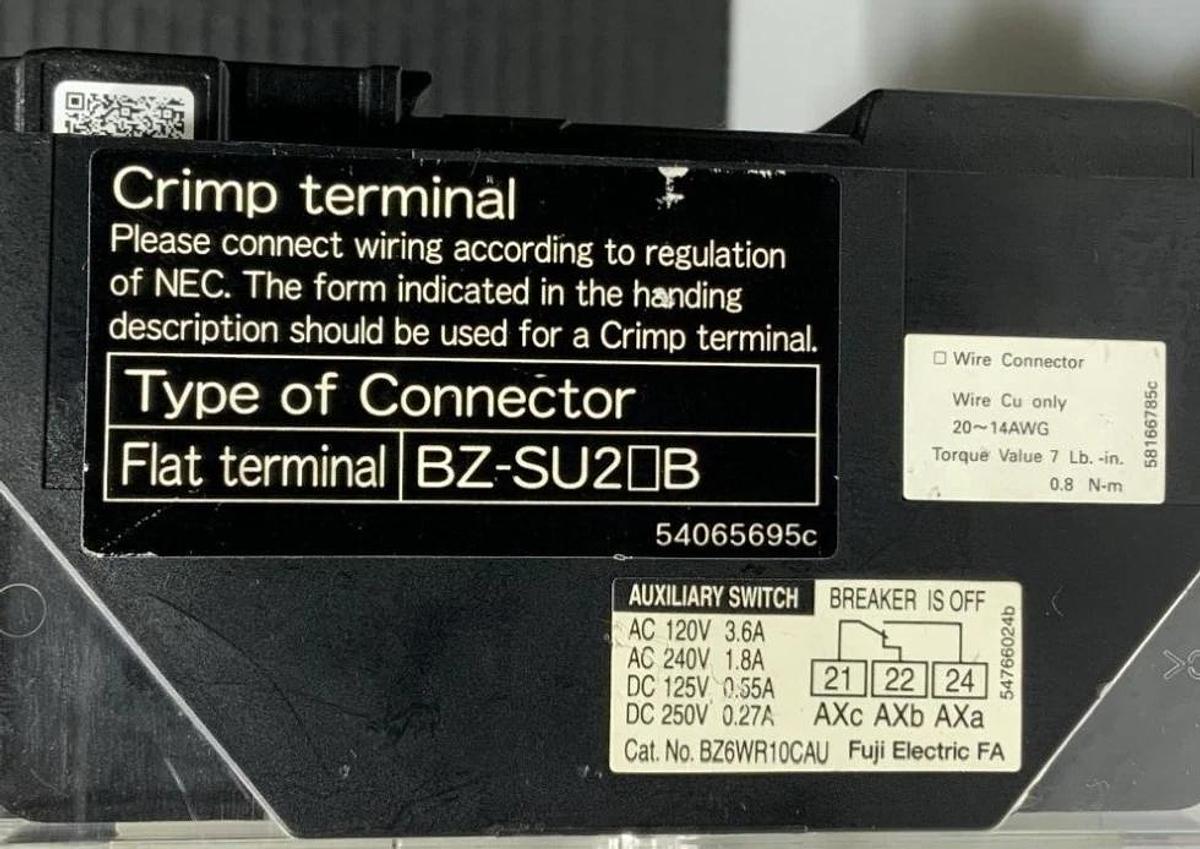 Crimp terminal
Please connect wiring according to regulation
of NEC. The form indicated in the handing
description should be used for a Crimp terminal.
Type of Connector
Flat terminal BZ-SU2□B
54065695c
□ Wire Connector
Wire Cu only
20~14AWG
Torque Value 7 Lb.-in.
0.8 N-m
58166785c
AUXILIARY SWITCH
AC 120V 3.6A
AC 240V 1.8A
DC 125V 0.55A
DC 250V 0.27A
BREAKER IS OFF
21 22 24
AXc AXb AXa
54766024b
Cat. No. BZ6WR10CAU Fuji Electric FA